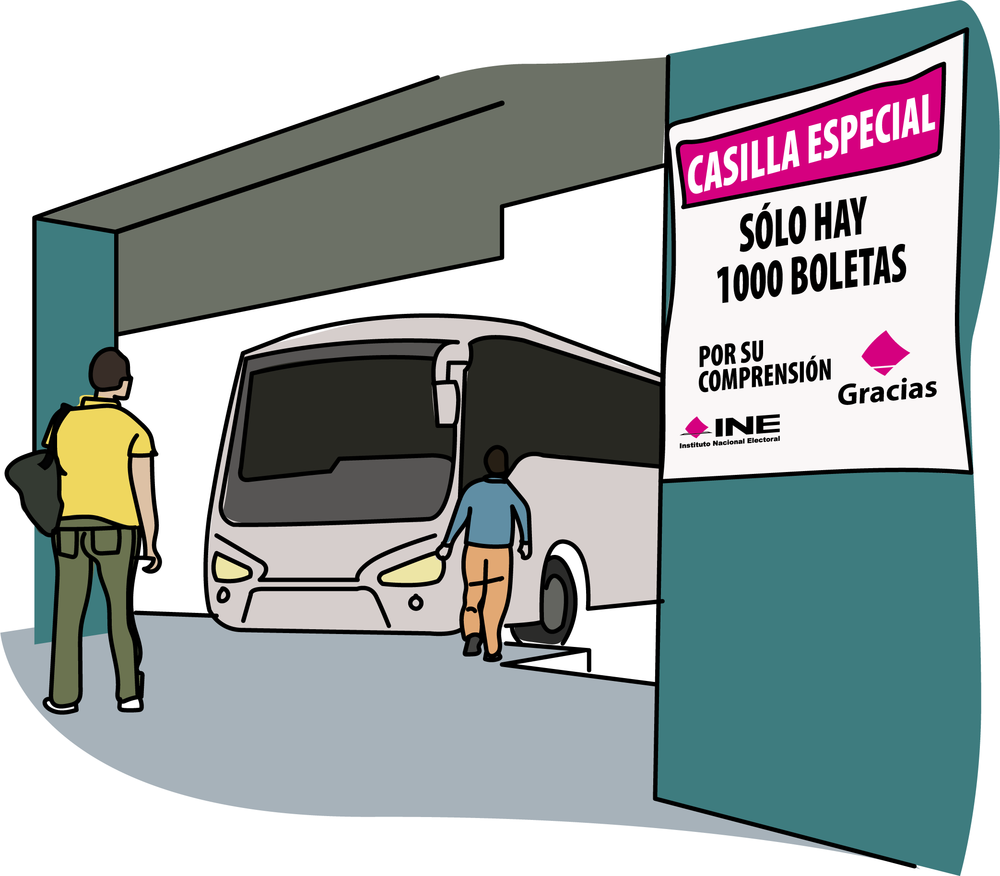 CASILLA ESPECIAL
SÓLO HAY
1000 BOLETAS
POR SU
COMPRENSIÓN
Gracias
INE
Instituto Nacional Electoral